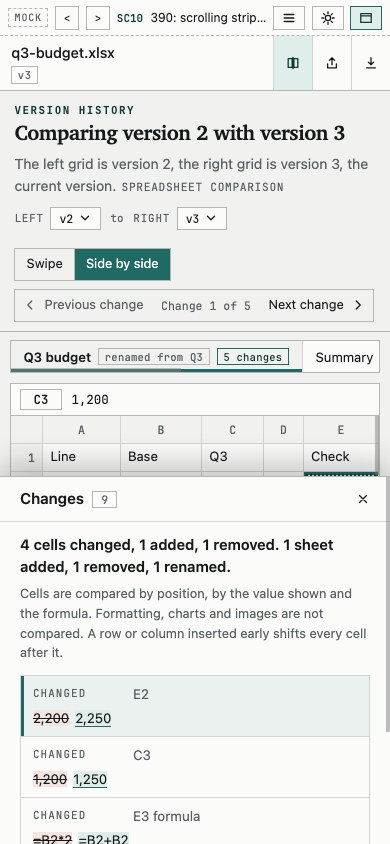 MOCK < > SC10 390: scrolling strip...
q3-budget.xlsx
v3
VERSION HISTORY
Comparing version 2 with version 3
The left grid is version 2, the right grid is version 3, the
current version. SPREADSHEET COMPARISON
LEFT v2 to RIGHT v3
Swipe Side by side
Previous change Change 1 of 5 Next change
Q3 budget renamed from Q3 5 changes Summary
C3 1,200
A B C D E
1 Line Base Q3 Check
Changes 9 ×
4 cells changed, 1 added, 1 removed. 1 sheet
added, 1 removed, 1 renamed.
Cells are compared by position, by the value shown and
the formula. Formatting, charts and images are not
compared. A row or column inserted early shifts every cell
after it.
CHANGED E2
2,200 2,250
CHANGED C3
1,200 1,250
CHANGED E3 formula
=B2*2 =B2+B2